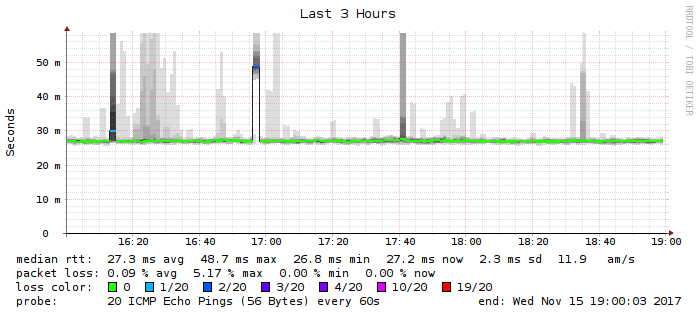 Last 3 Hours
RRDTOOL / TOBI OETIKER
Seconds
50 m
40 m
30 m
20 m
10 m
0
16:20 16:40 17:00 17:20 17:40 18:00 18:20 18:40 19:00
median rtt: 27.3 ms avg 48.7 ms max 26.8 ms min 27.2 ms now 2.3 ms sd 11.9 am/s
packet loss: 0.09 % avg 5.17 % max 0.00 % min 0.00 % now
loss color: 0 1/20 2/20 3/20 4/20 10/20 19/20
probe: 20 ICMP Echo Pings (56 Bytes) every 60s end: Wed Nov 15 19:00:03 2017